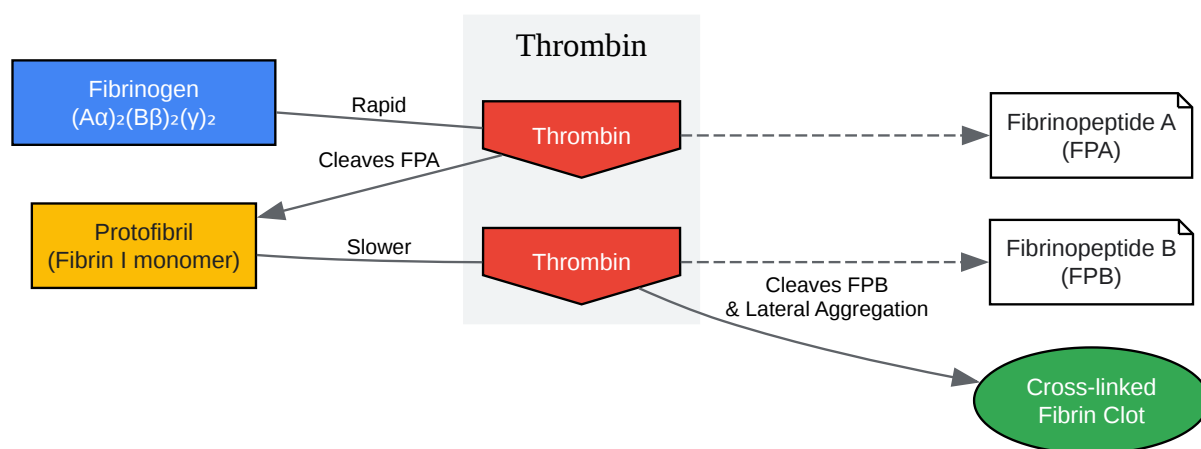 Thrombin
Fibrinogen
(Aα)₂(Bβ)₂(γ)₂
Rapid
Thrombin
Fibrinopeptide A
(FPA)
Cleaves FPA
Protofibril
(Fibrin I monomer)
Slower
Thrombin
Fibrinopeptide B
(FPB)
Cleaves FPB
& Lateral Aggregation
Cross-linked
Fibrin Clot